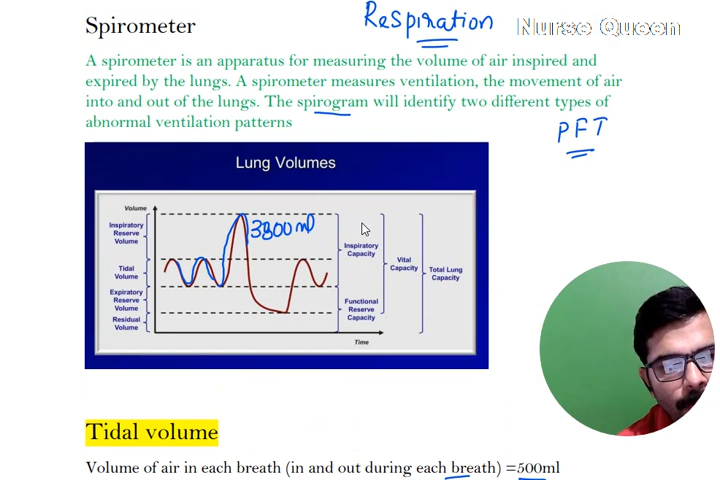 Spirometer
Respiration
Nurse Queen
A spirometer is an apparatus for measuring the volume of air inspired and
expired by the lungs. A spirometer measures ventilation, the movement of air
into and out of the lungs. The spirogram will identify two different types of
abnormal ventilation patterns
PFT
Lung Volumes
Volume
Inspiratory
Reserve
Volume
Tidal
Volume
Expiratory
Reserve
Volume
Residual
Volume
3300ml
Inspiratory
Capacity
Functional
Reserve
Capacity
Vital
Capacity
Total Lung
Capacity
Time
Tidal volume
Volume of air in each breath (in and out during each breath) =500ml